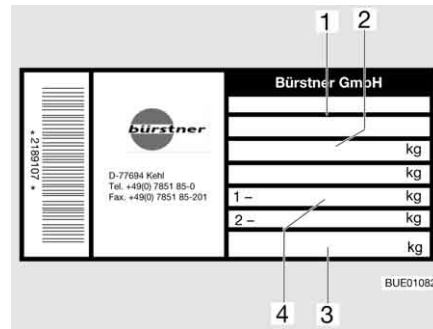 1
2
Bürstner GmbH
* 2189107 *
bürstner
D-77694 Kehl
Tel. +49(0) 7851 85-0
Fax. +49(0) 7851 85-201
kg
kg
1 – kg
2 – kg
kg
BUE01082
4
3